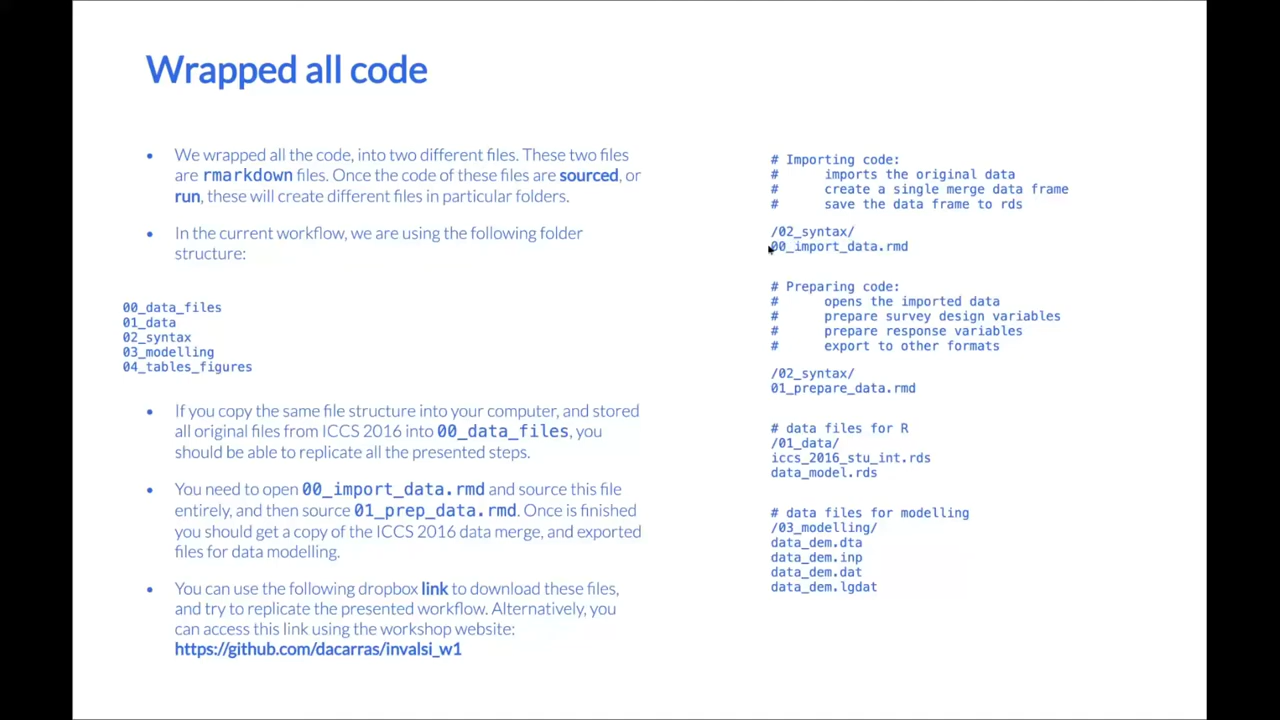 Wrapped all code
• We wrapped all the code, into two different files. These two files
are rmarkdown files. Once the code of these files are sourced, or
run, these will create different files in particular folders.
• In the current workflow, we are using the following folder
structure:
00_data_files
01_data
02_syntax
03_modelling
04_tables_figures
• If you copy the same file structure into your computer, and stored
all original files from ICCS 2016 into 00_data_files, you
should be able to replicate all the presented steps.
• You need to open 00_import_data.rmd and source this file
entirely, and then source 01_prep_data.rmd. Once is finished
you should get a copy of the ICCS 2016 data merge, and exported
files for data modelling.
• You can use the following dropbox link to download these files,
and try to replicate the presented workflow. Alternatively, you
can access this link using the workshop website:
https://github.com/dacarras/invalsi_w1
# Importing code:
# imports the original data
# create a single merge data frame
# save the data frame to rds
/02_syntax/
00_import_data.rmd
# Preparing code:
# opens the imported data
# prepare survey design variables
# prepare response variables
# export to other formats
/02_syntax/
01_prepare_data.rmd
# data files for R
/01_data/
iccs_2016_stu_int.rds
data_model.rds
# data files for modelling
/03_modelling/
data_dem.dta
data_dem.inp
data_dem.dat
data_dem.lgdat